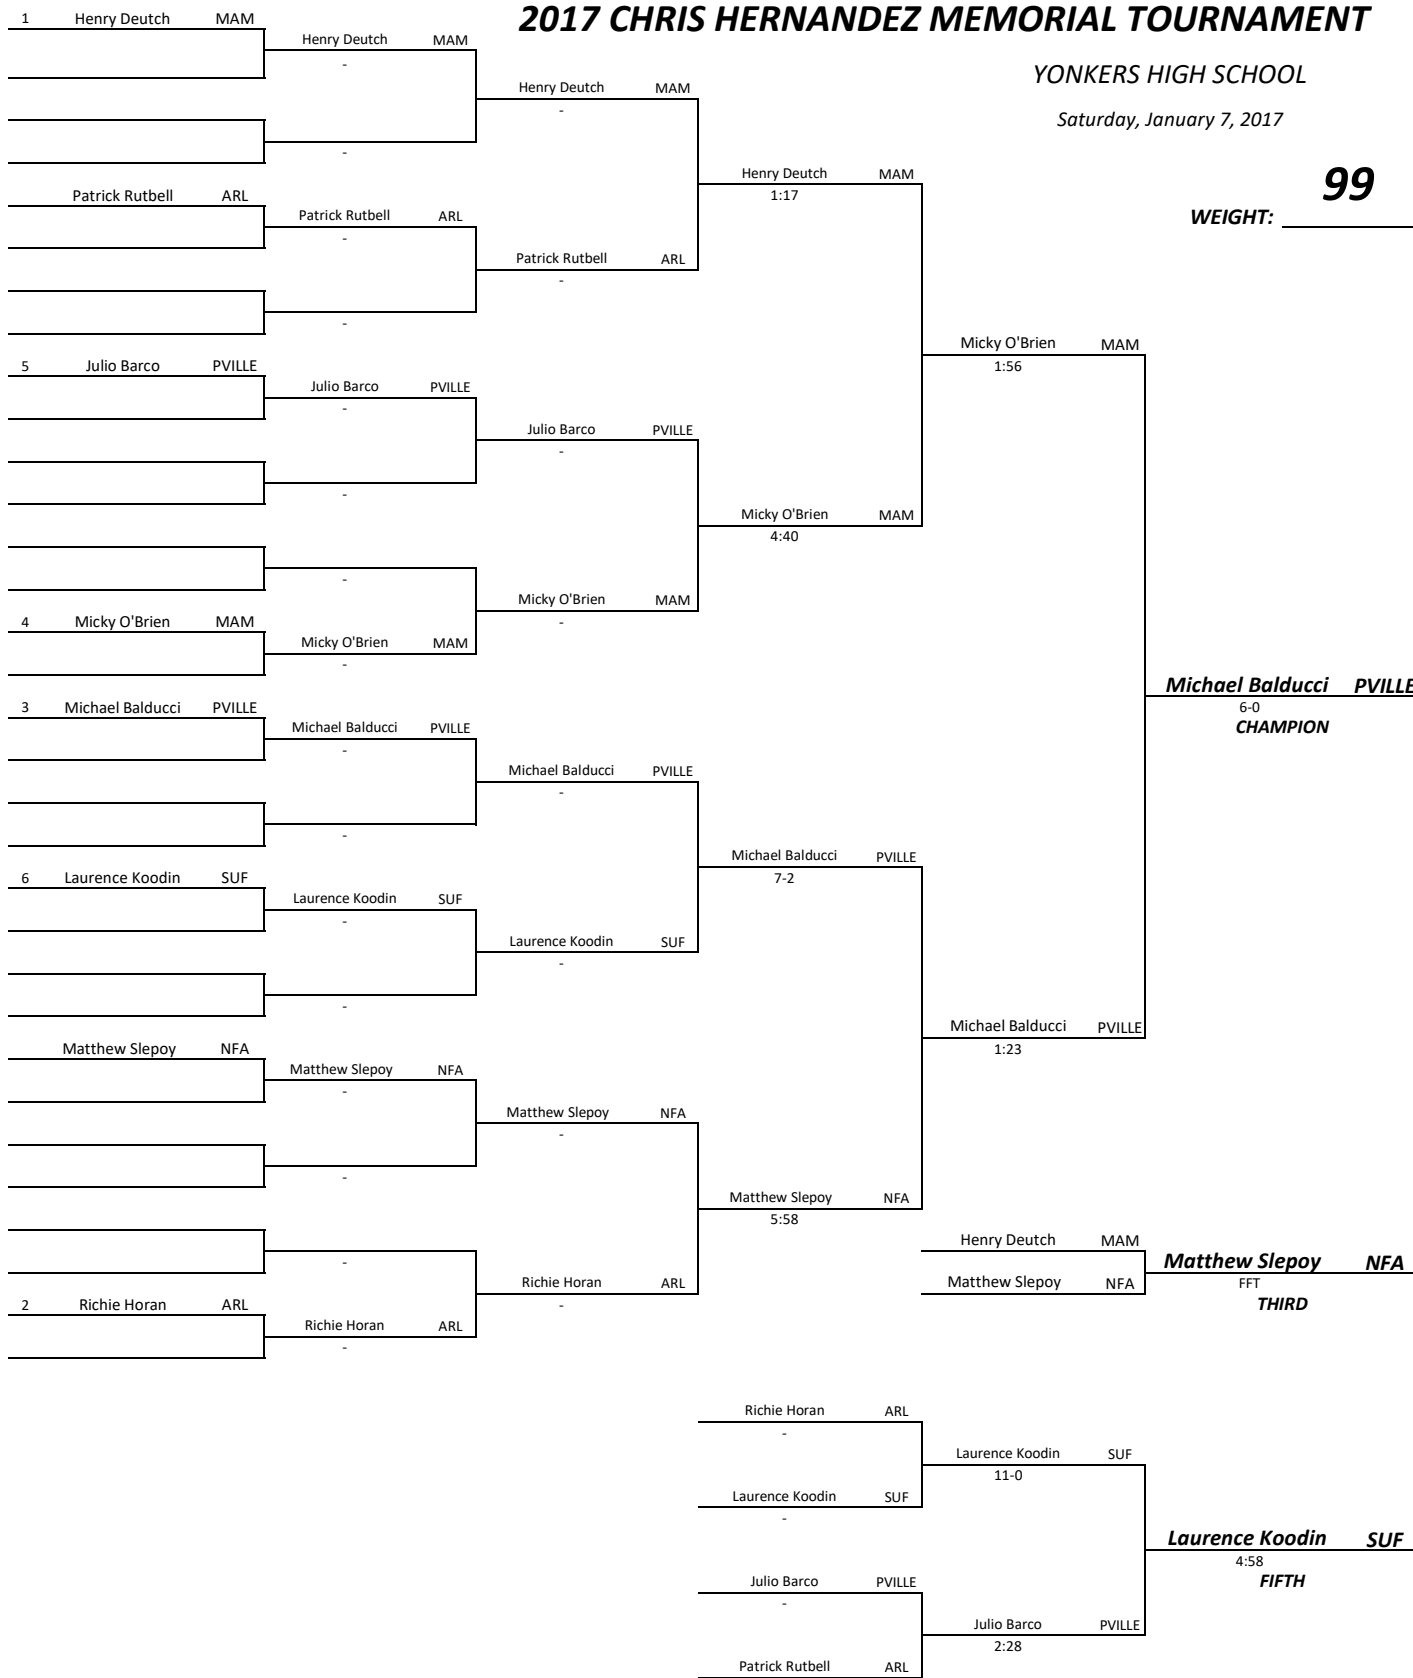 2017 CHRIS HERNANDEZ MEMORIAL TOURNAMENT
YONKERS HIGH SCHOOL
Saturday, January 7, 2017
WEIGHT: 99
1 Henry Deutch MAM
Henry Deutch MAM
-
Henry Deutch MAM
-
-
Henry Deutch MAM
1:17
Patrick Rutbell ARL
Patrick Rutbell ARL
-
Patrick Rutbell ARL
-
-
Micky O'Brien MAM
1:56
5 Julio Barco PVILLE
Julio Barco PVILLE
-
Julio Barco PVILLE
-
-
Micky O'Brien MAM
4:40
-
Micky O'Brien MAM
-
4 Micky O'Brien MAM
Micky O'Brien MAM
-
Michael Balducci PVILLE
6-0
CHAMPION
3 Michael Balducci PVILLE
Michael Balducci PVILLE
-
Michael Balducci PVILLE
-
-
Michael Balducci PVILLE
7-2
6 Laurence Koodin SUF
Laurence Koodin SUF
-
Laurence Koodin SUF
-
-
Michael Balducci PVILLE
1:23
Matthew Slepoy NFA
Matthew Slepoy NFA
-
Matthew Slepoy NFA
-
-
Matthew Slepoy NFA
5:58
-
Richie Horan ARL
-
2 Richie Horan ARL
Richie Horan ARL
-
Henry Deutch MAM
Matthew Slepoy NFA
Matthew Slepoy NFA
FFT
THIRD
Richie Horan ARL
-
Laurence Koodin SUF
11-0
Laurence Koodin SUF
-
Laurence Koodin SUF
4:58
FIFTH
Julio Barco PVILLE
-
Julio Barco PVILLE
2:28
Patrick Rutbell ARL